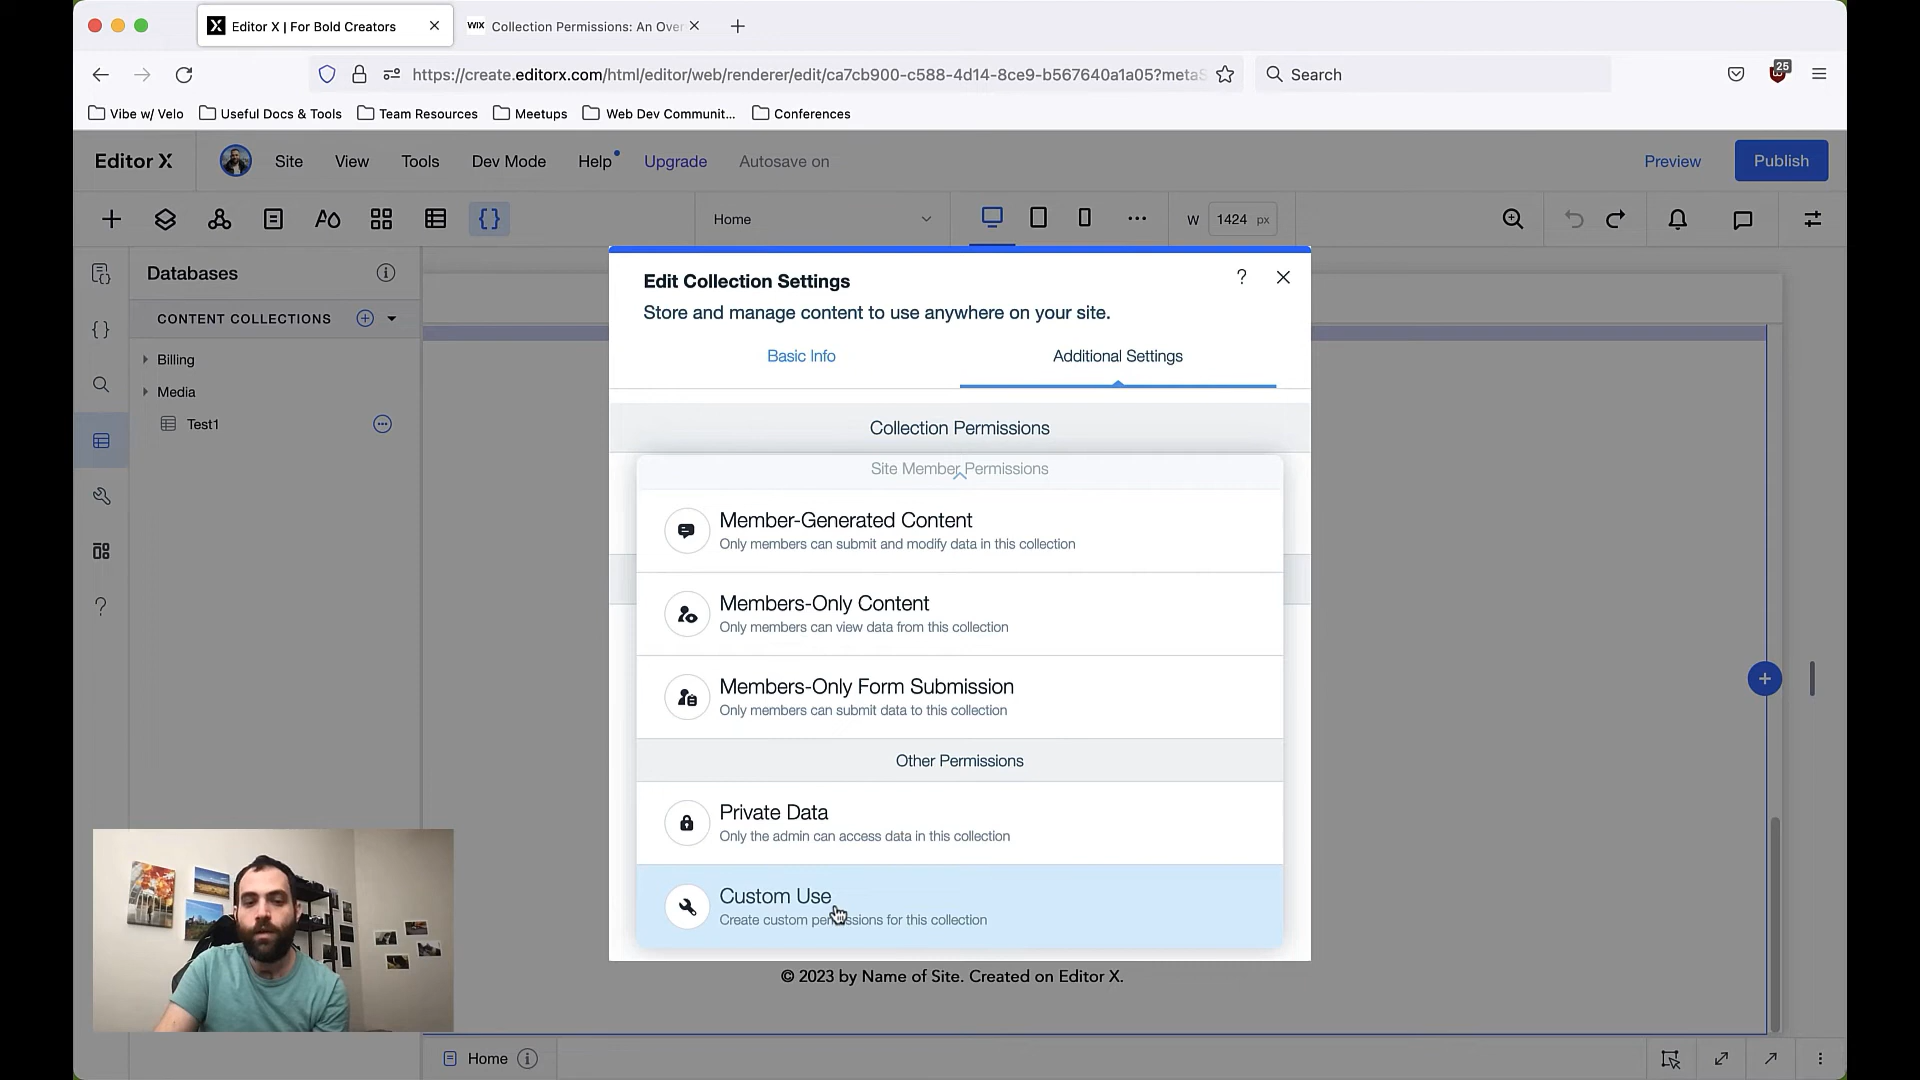 Editor X | For Bold Creators
WIX Collection Permissions: An Over
https://create.editorx.com/html/editor/web/renderer/edit/ca7cb900-c588-4d14-8ce9-b567640a1a05?metaS
Search
25
Vibe w/ Velo
Useful Docs & Tools
Team Resources
Meetups
Web Dev Communit...
Conferences
Editor X
Site
View
Tools
Dev Mode
Help
Upgrade
Autosave on
Preview
Publish
Home
W 1424 px
Databases
CONTENT COLLECTIONS
Billing
Media
Test1
Edit Collection Settings
Store and manage content to use anywhere on your site.
Basic Info
Additional Settings
Collection Permissions
Site Member Permissions
Member-Generated Content
Only members can submit and modify data in this collection
Members-Only Content
Only members can view data from this collection
Members-Only Form Submission
Only members can submit data to this collection
Other Permissions
Private Data
Only the admin can access data in this collection
Custom Use
Create custom permissions for this collection
© 2023 by Name of Site. Created on Editor X.
Home